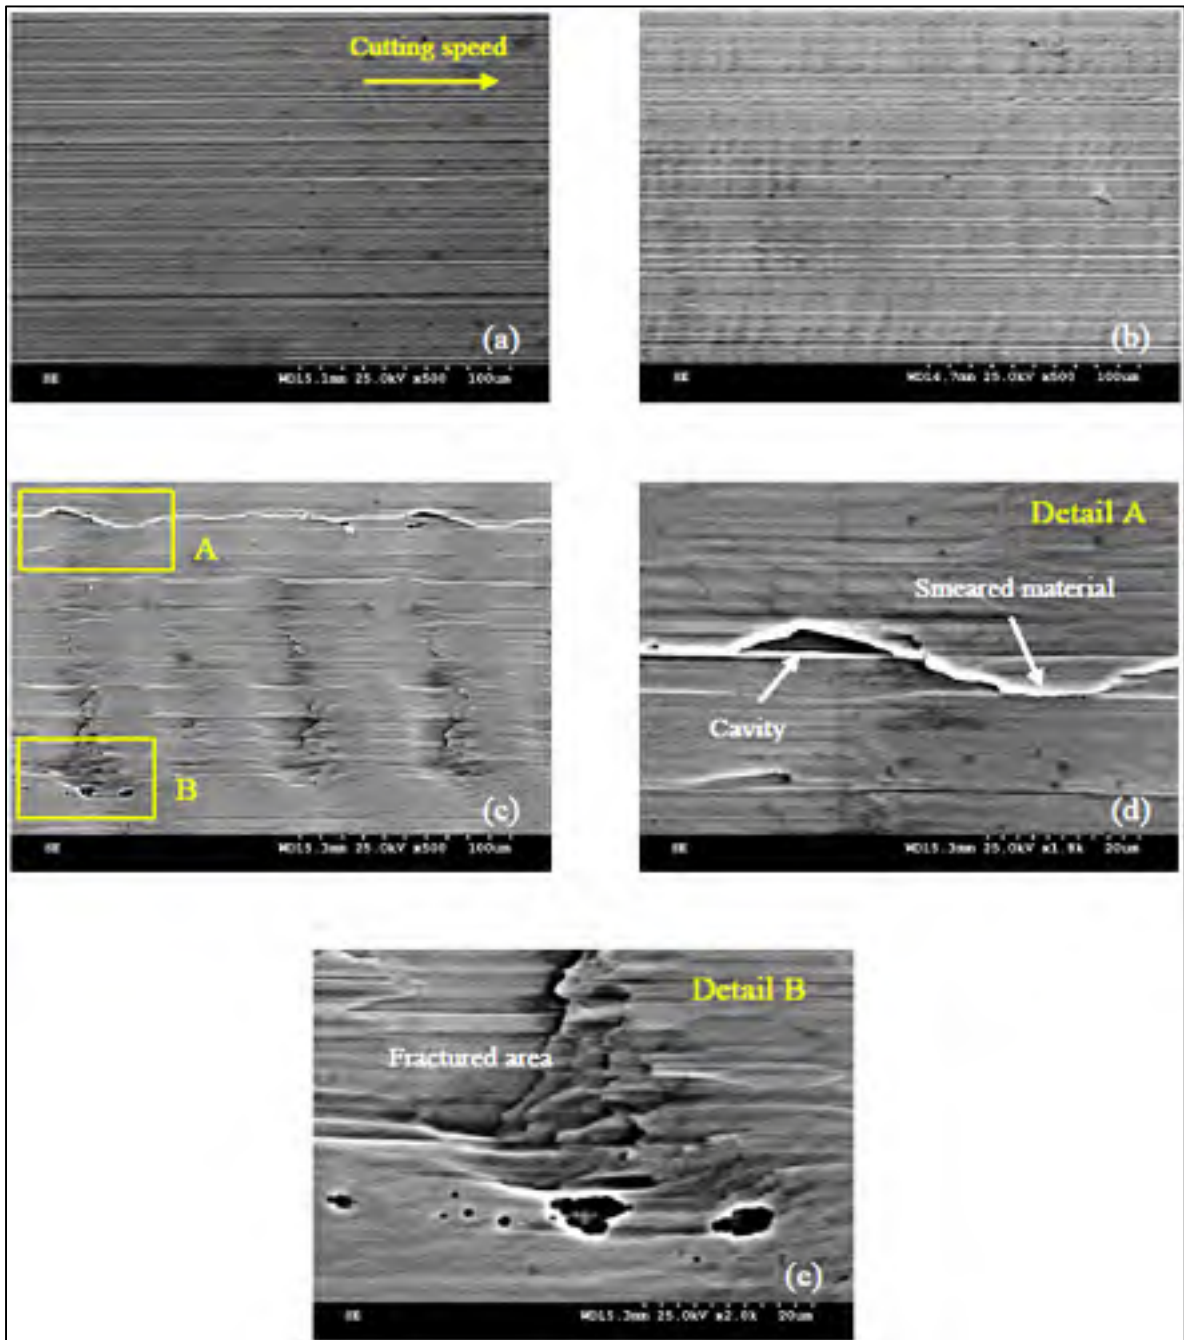 Cutting speed
(a)
SE WD15.1mm 25.0kV x500 100um
(b)
SE WD14.7mm 25.0kV x500 100um
A
B
(c)
SE WD15.3mm 25.0kV x500 100um
Detail A
Smeared material
Cavity
(d)
SE WD15.3mm 25.0kV x1.8k 20um
Detail B
Fractured area
(e)
SE WD15.3mm 25.0kV x2.0k 20um